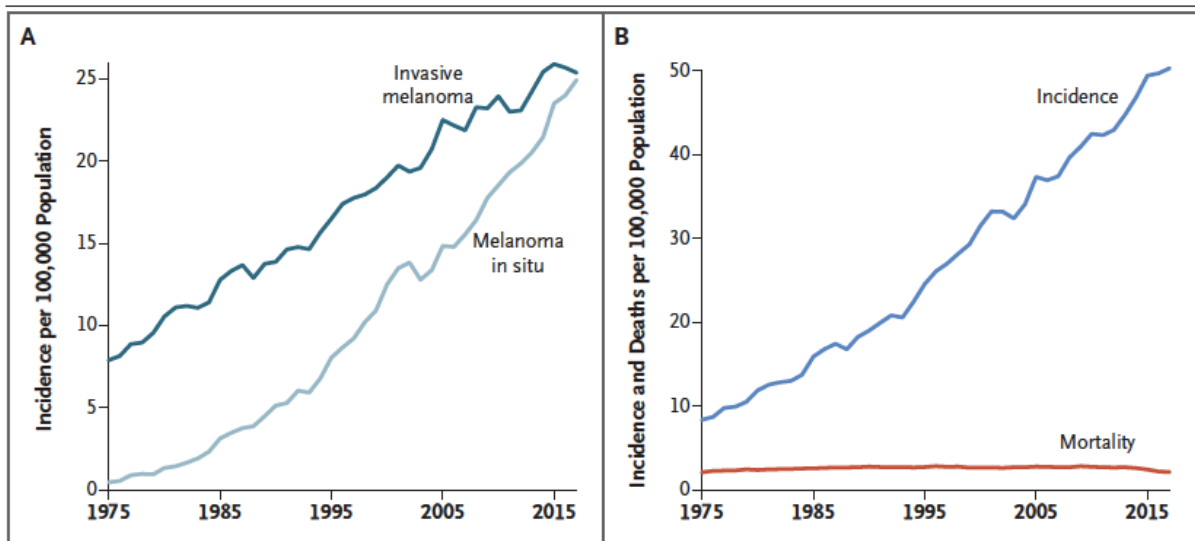 A
Incidence per 100,000 Population
25
20
15
10
5
0
Invasive
melanoma
Melanoma
in situ
1975
1985
1995
2005
2015
B
Incidence and Deaths per 100,000 Population
50
40
30
20
10
0
Incidence
Mortality
1975
1985
1995
2005
2015